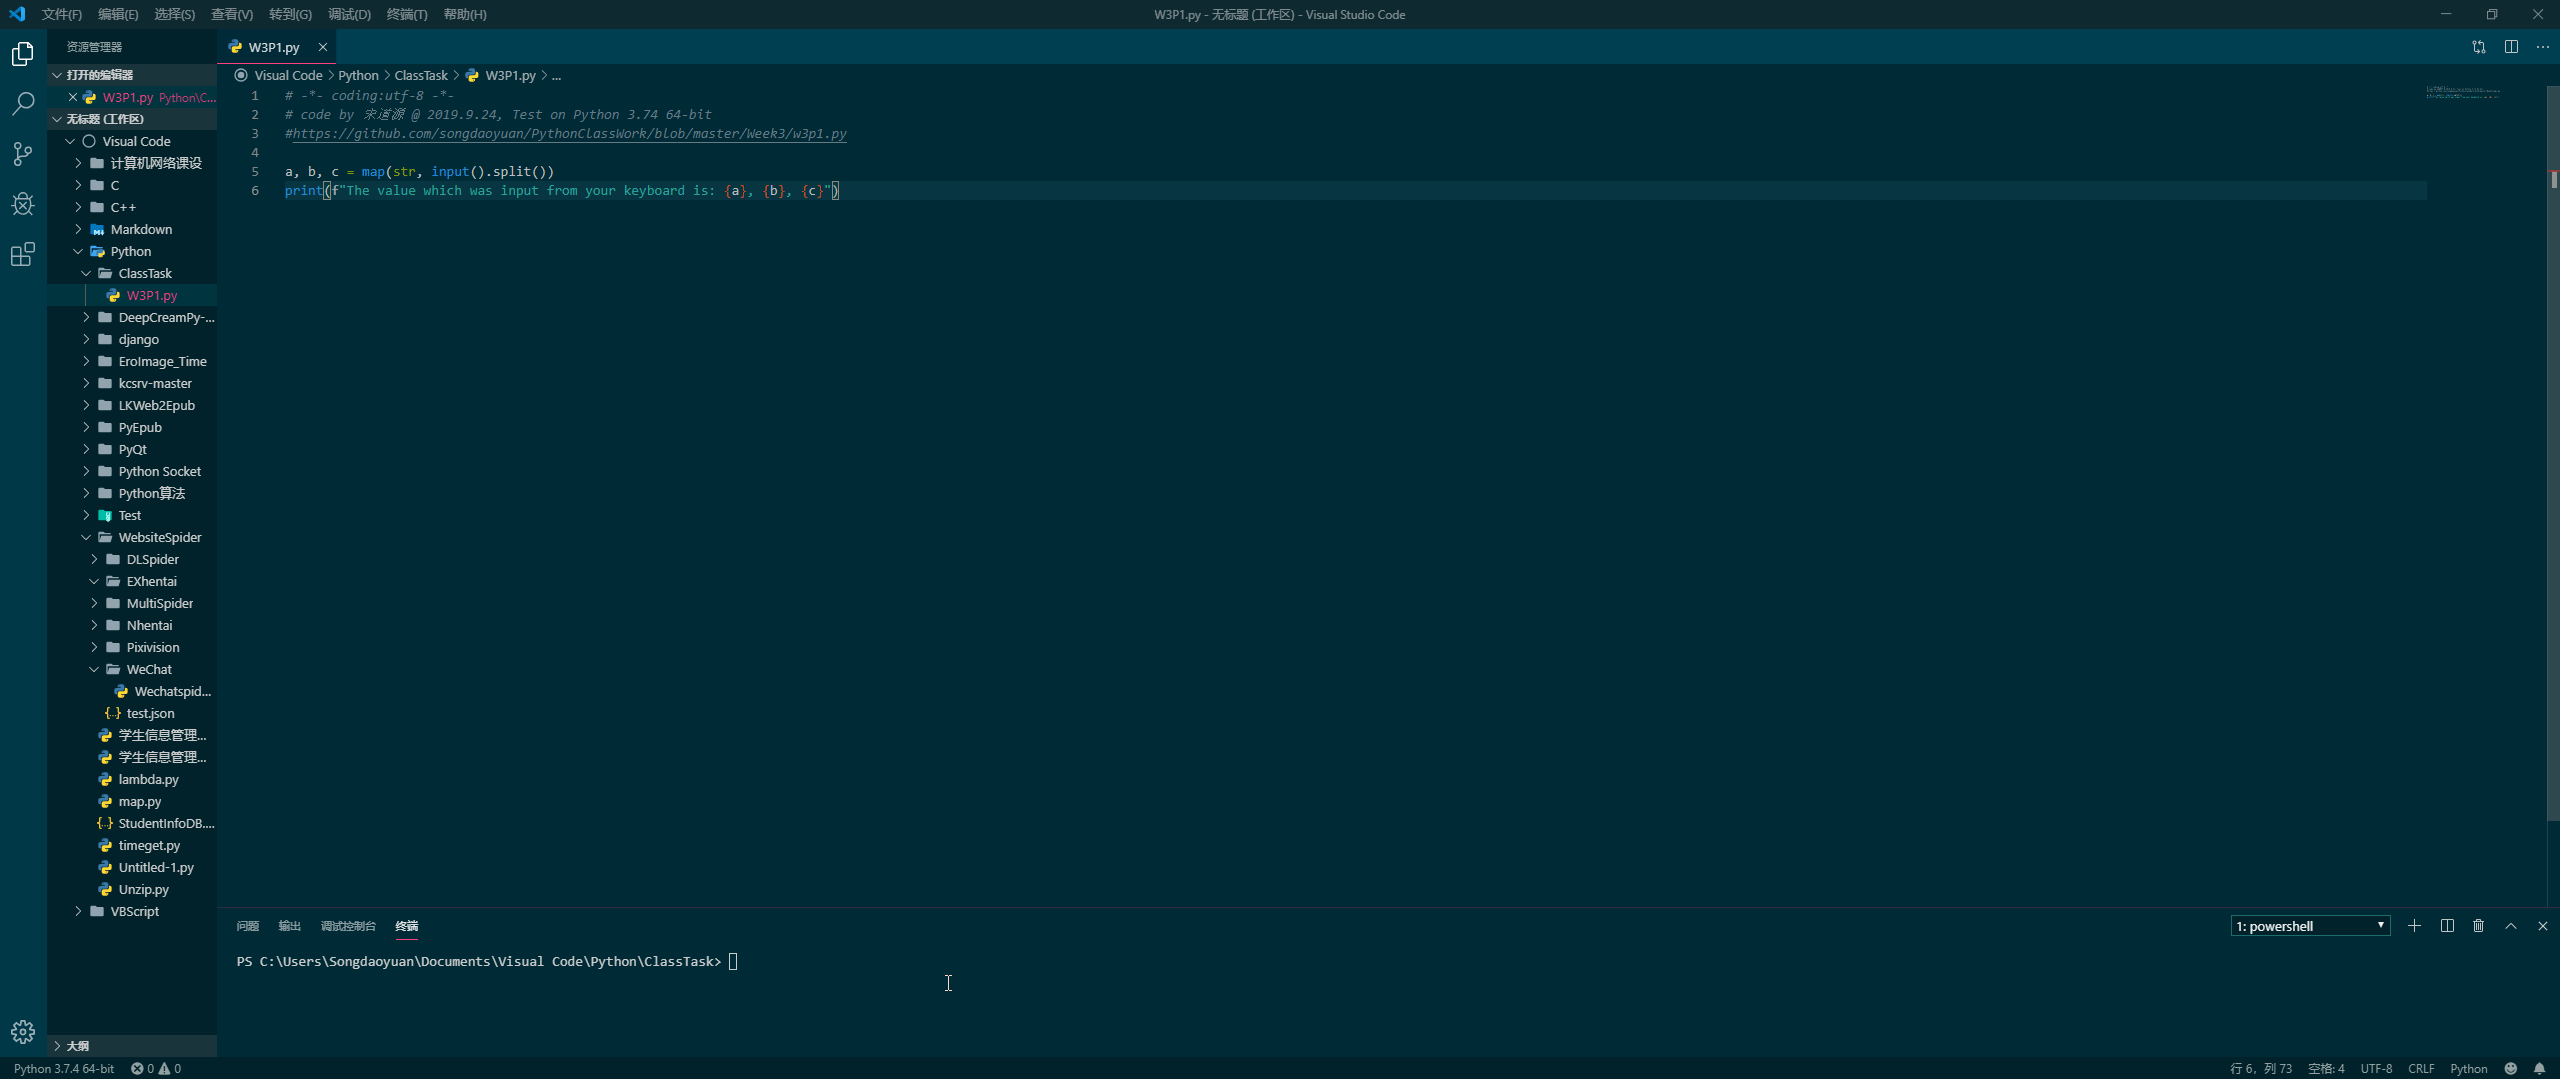 文件(F) 编辑(E) 选择(S) 查看(V) 转到(G) 调试(D) 终端(T) 帮助(H)
W3P1.py - 无标题 (工作区) - Visual Studio Code
资源管理器
打开的编辑器
W3P1.py Python\C...
无标题 (工作区)
Visual Code
计算机网络课设
C
C++
Markdown
Python
ClassTask
W3P1.py
DeepCreamPy-...
django
EroImage_Time
kcsrv-master
LKWeb2Epub
PyEpub
PyQt
Python Socket
Python算法
Test
WebsiteSpider
DLSpider
EXhentai
MultiSpider
Nhentai
Pixivision
WeChat
Wechatspid...
test.json
学生信息管理...
学生信息管理...
lambda.py
map.py
StudentInfoDB....
timeget.py
Untitled-1.py
Unzip.py
VBScript
大纲
W3P1.py
Visual Code > Python > ClassTask > W3P1.py > ...
1 # -*- coding:utf-8 -*-
2 # code by 宋道源 @ 2019.9.24, Test on Python 3.74 64-bit
3 #https://github.com/songdaoyuan/PythonClassWork/blob/master/Week3/w3p1.py
4
5 a, b, c = map(str, input().split())
6 print(f"The value which was input from your keyboard is: {a}, {b}, {c}")
问题 输出 调试控制台 终端
1: powershell
PS C:\Users\Songdaoyuan\Documents\Visual Code\Python\ClassTask>
Python 3.7.4 64-bit 0 0
行 6，列 73 空格: 4 UTF-8 CRLF Python